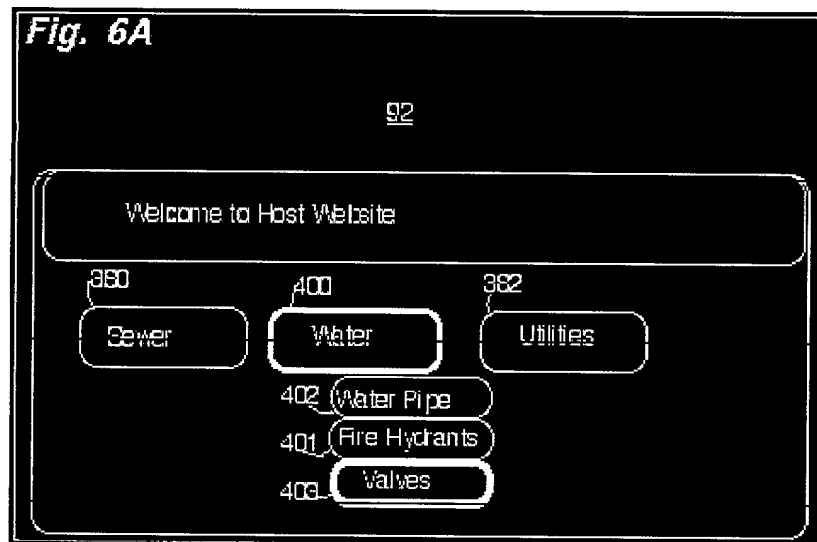 Fig. 6A
92
Welcome to Host Website
380 400 382
Sewer Water Utilities
402 Water Pipe
401 Fire Hydrants
403 Valves